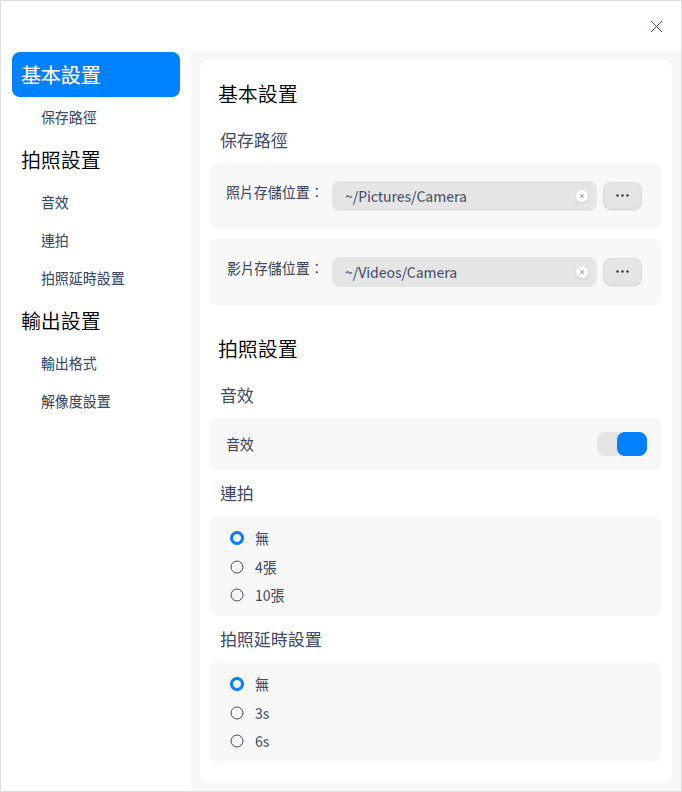 基本設置
保存路徑
拍照設置
音效
連拍
拍照延時設置
輸出設置
輸出格式
解像度設置
基本設置
保存路徑
照片存儲位置： ~/Pictures/Camera ...
影片存儲位置： ~/Videos/Camera ...
拍照設置
音效
音效
連拍
無
4張
10張
拍照延時設置
無
3s
6s